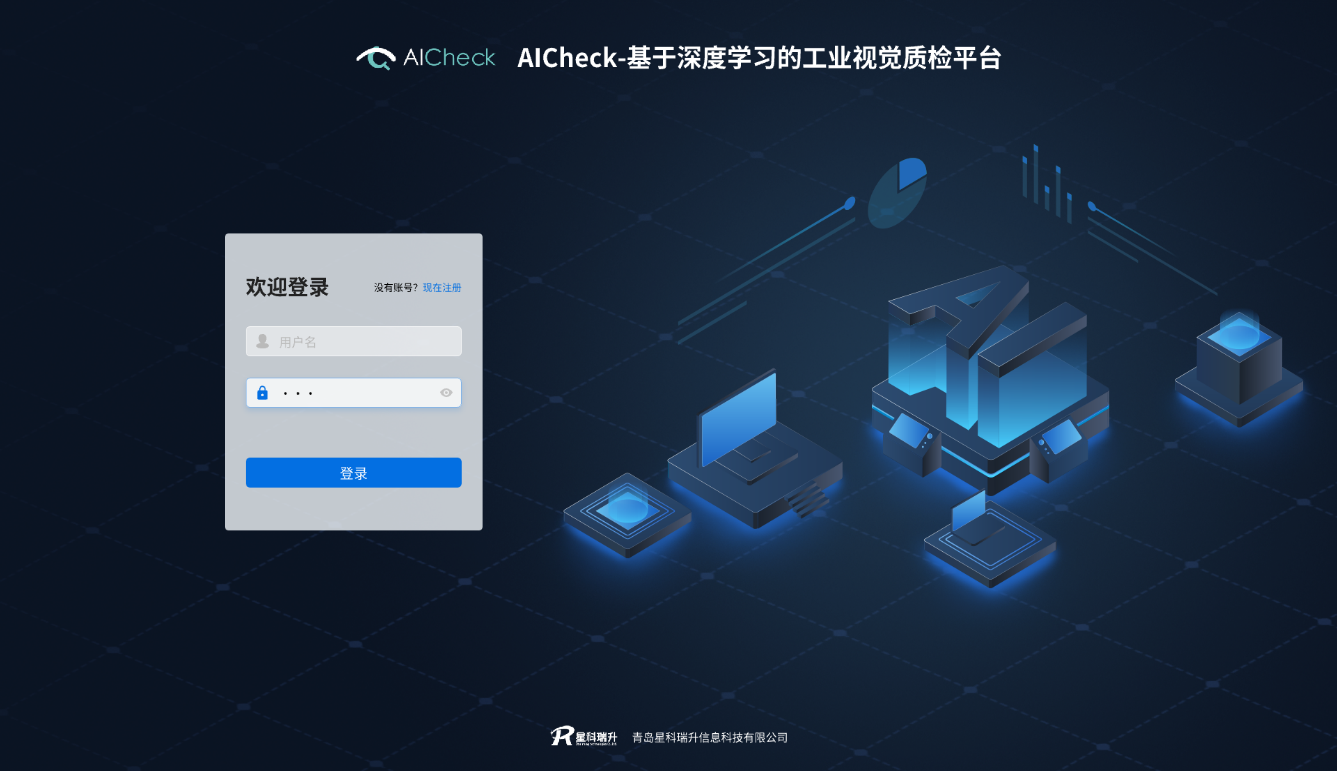 AICheck AICheck-基于深度学习的工业视觉质检平台
欢迎登录 没有账号? 现在注册
用户名
•••
登录
星科瑞升 青岛星科瑞升信息科技有限公司